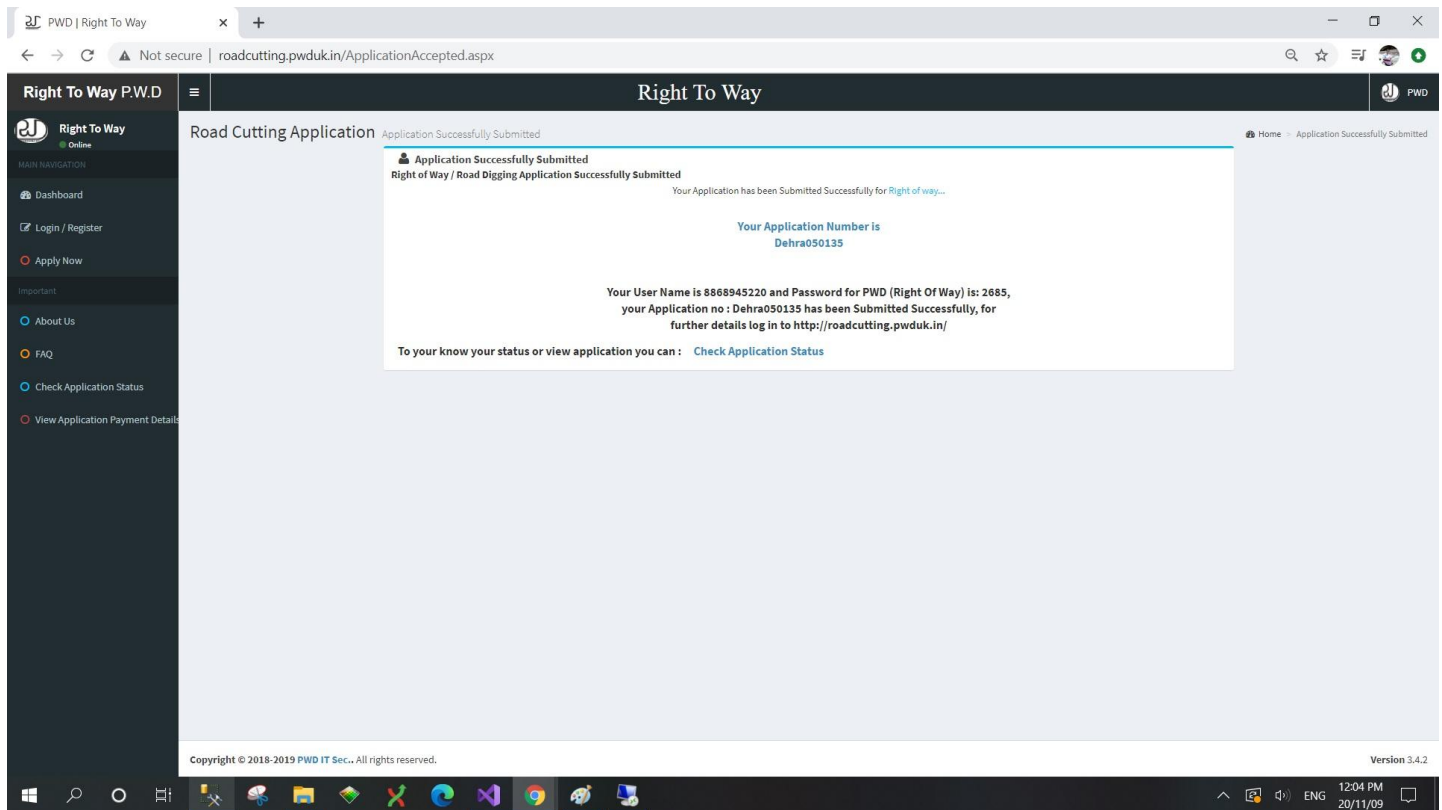 PWD | Right To Way
Not secure | roadcutting.pwduk.in/ApplicationAccepted.aspx
Right To Way P.W.D
Right To Way
PWD
Right To Way
Online
Road Cutting Application Application Successfully Submitted
Home > Application Successfully Submitted
MAIN NAVIGATION
Dashboard
Login / Register
Apply Now
Important
About Us
FAQ
Check Application Status
View Application Payment Details
Application Successfully Submitted
Right of Way / Road Digging Application Successfully Submitted
Your Application has been Submitted Successfully for Right of way...
Your Application Number is
Dehra050135
Your User Name is 8868945220 and Password for PWD (Right Of Way) is: 2685,
your Application no : Dehra050135 has been Submitted Successfully, for
further details log in to http://roadcutting.pwduk.in/
To your know your status or view application you can : Check Application Status
Copyright © 2018-2019 PWD IT Sec.. All rights reserved.
Version 3.4.2
ENG
12:04 PM
20/11/09